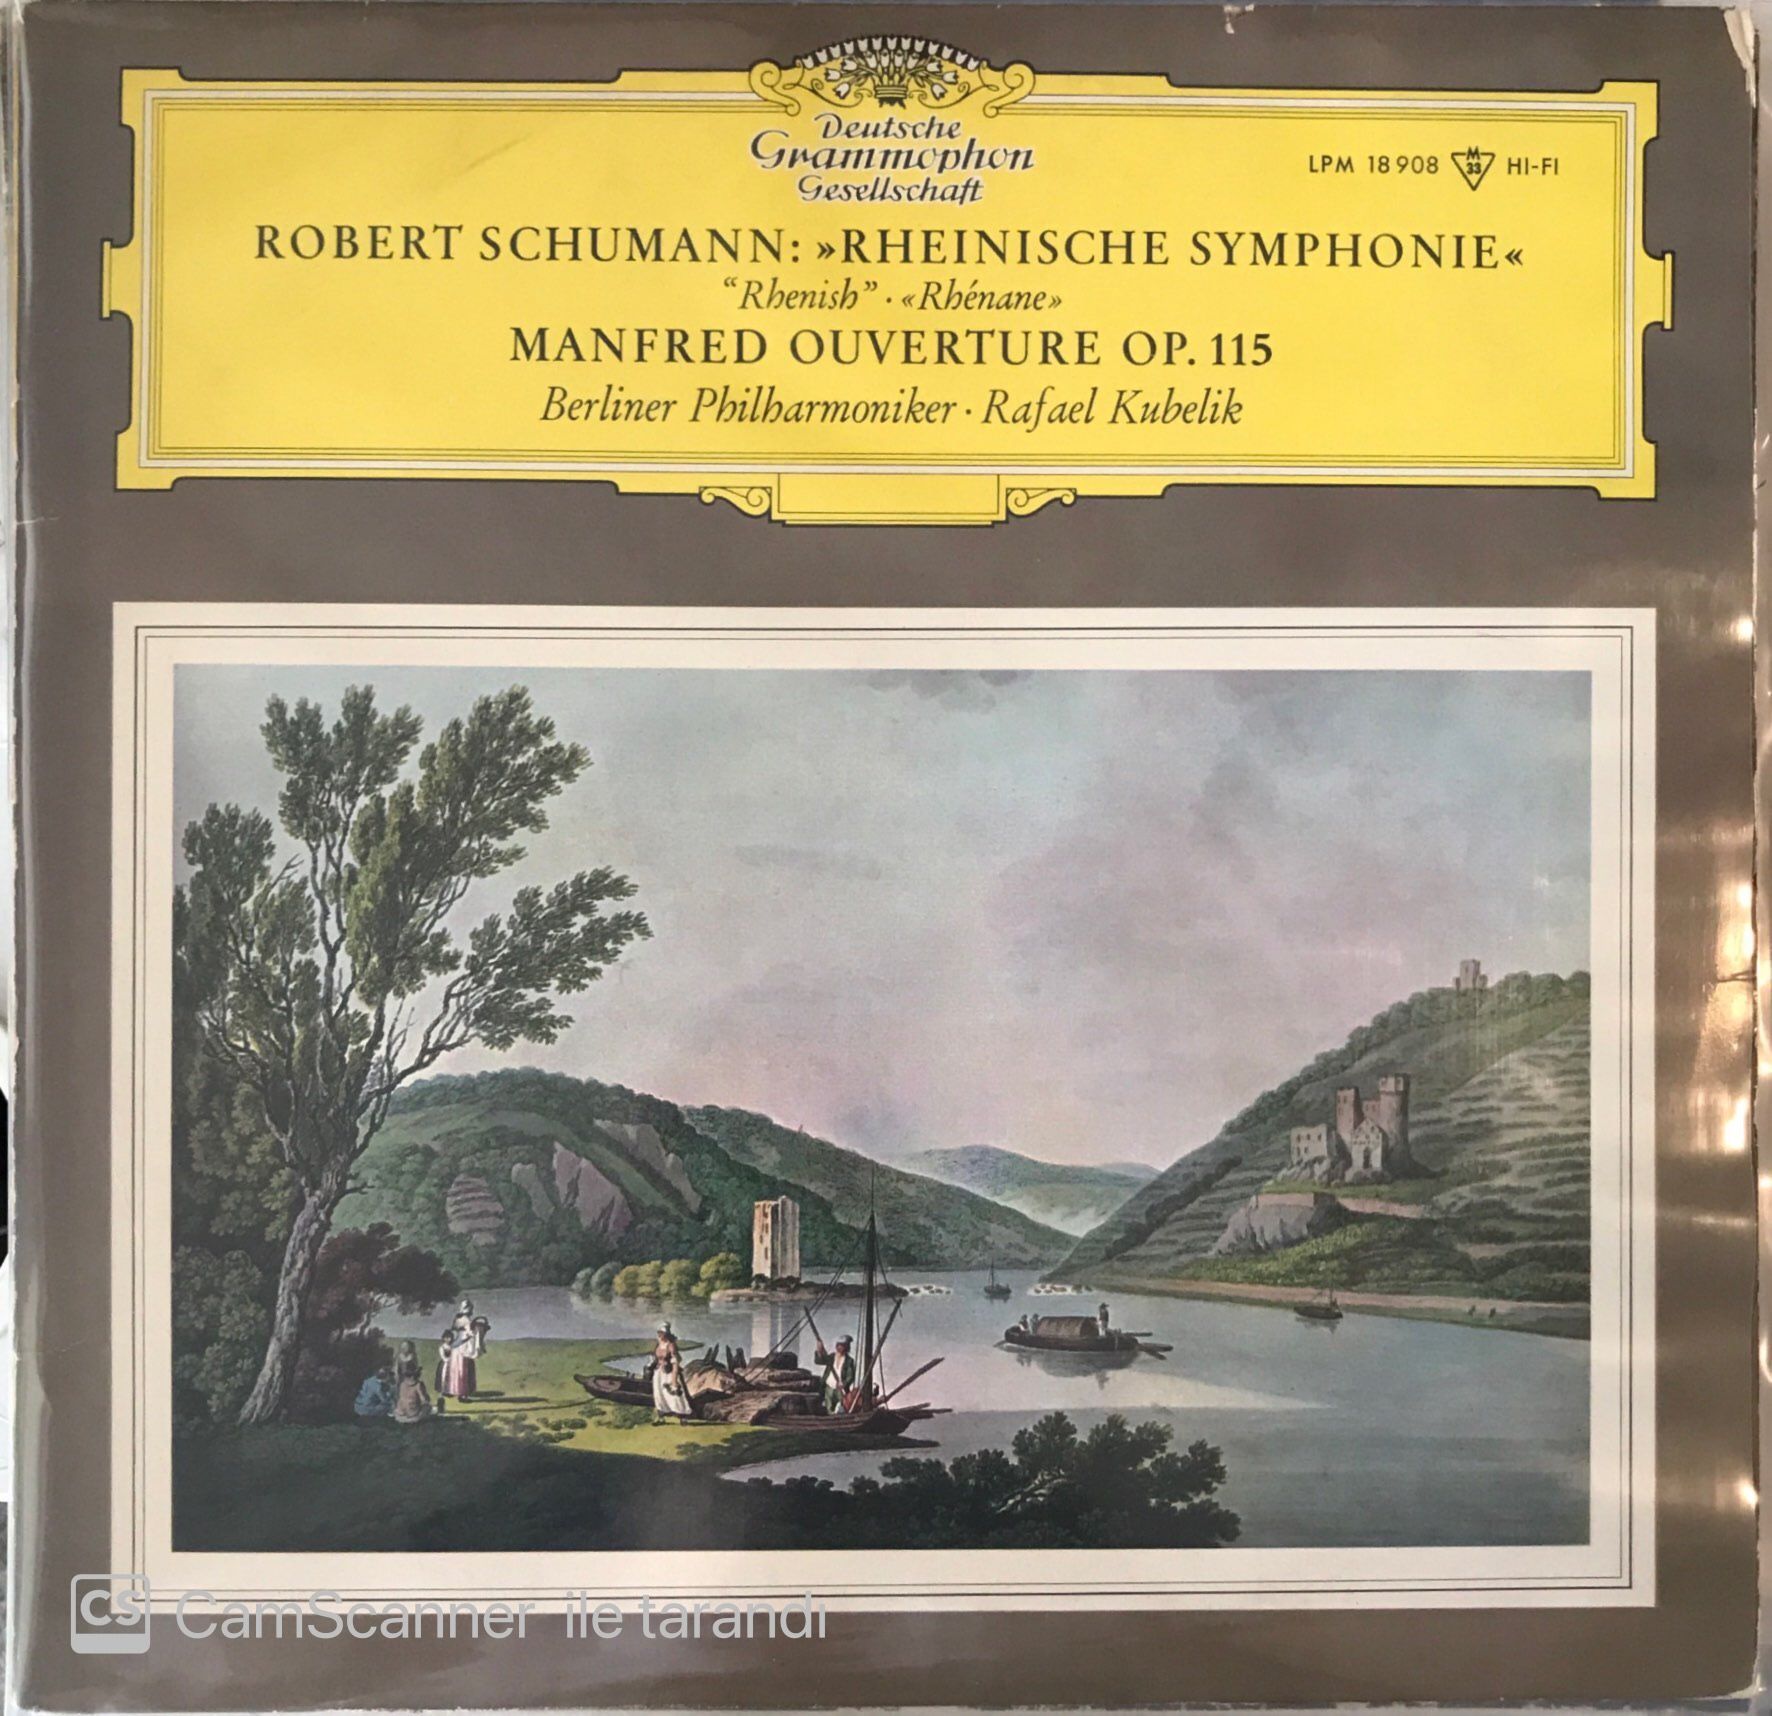 Deutsche
Grammophon
Gesellschaft
LPM 18 908 M 33 HI-FI
ROBERT SCHUMANN: »RHEINISCHE SYMPHONIE«
“Rhenish” · «Rhénane»
MANFRED OUVERTURE OP. 115
Berliner Philharmoniker · Rafael Kubelik
CS CamScanner ile tarandı